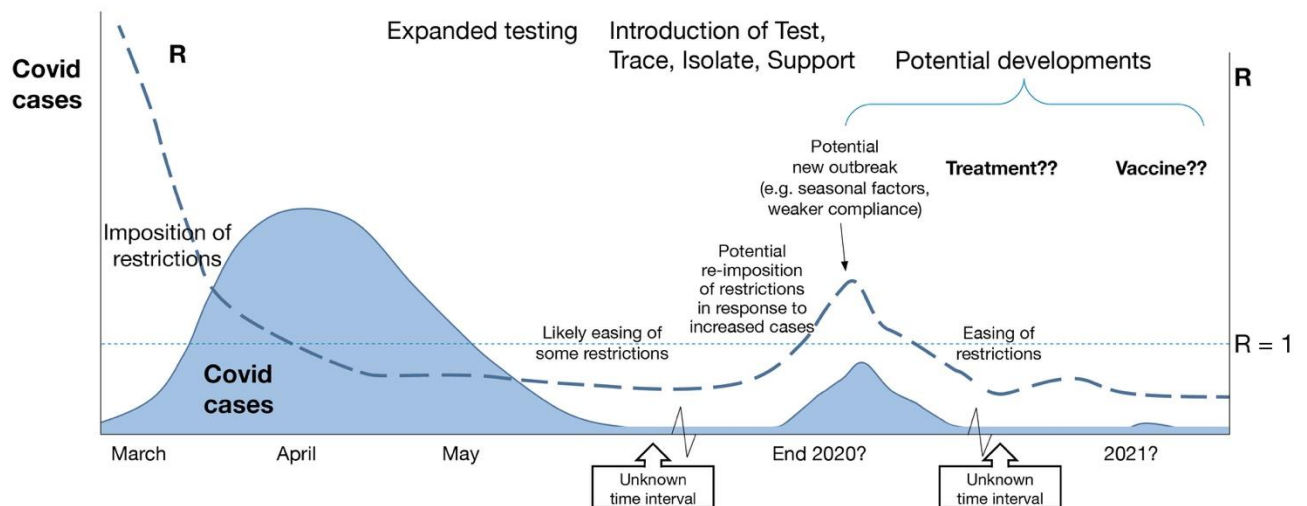 Expanded testing
Introduction of Test,
Trace, Isolate, Support
Potential developments
R
R
Covid
cases
Potential
new outbreak
(e.g. seasonal factors,
weaker compliance)
Treatment??
Vaccine??
Imposition of
restrictions
Potential
re-imposition
of restrictions
in response to
increased cases
Likely easing of
some restrictions
Easing of
restrictions
R = 1
Covid
cases
March
April
May
End 2020?
2021?
Unknown
time interval
Unknown
time interval